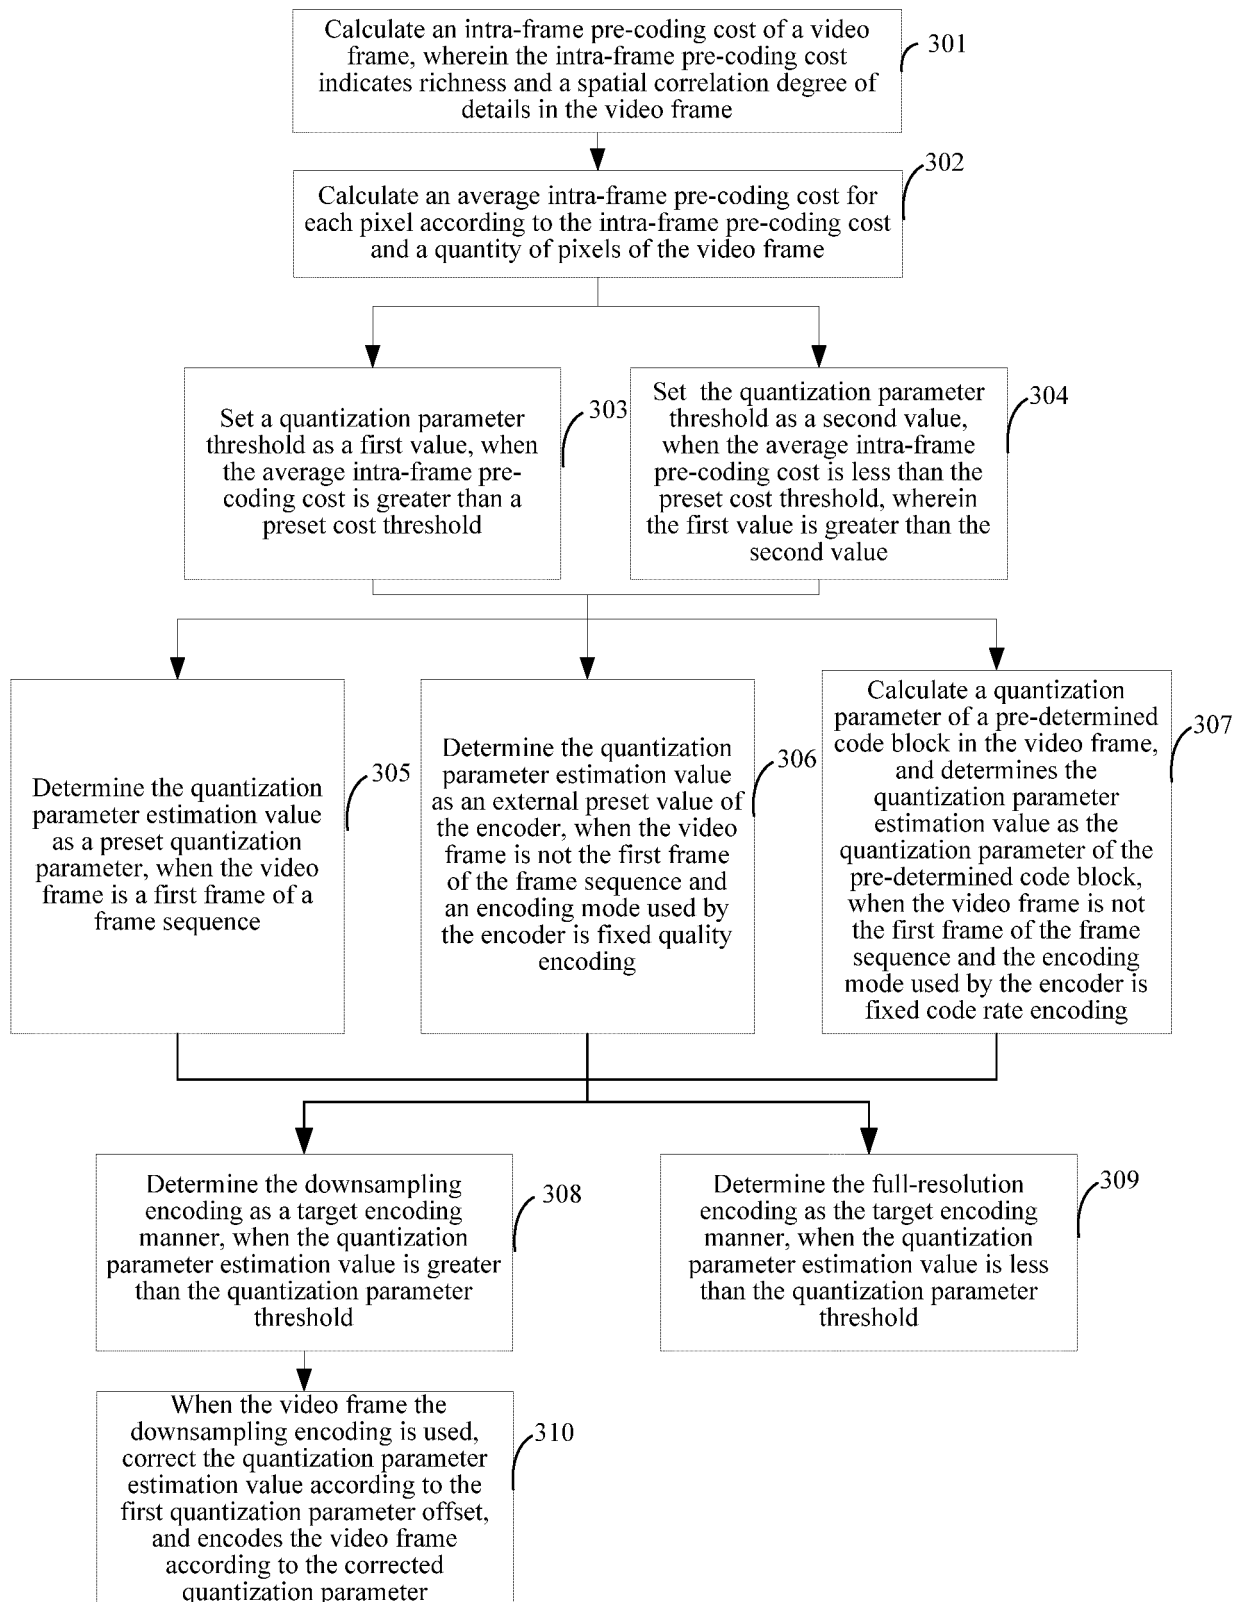 Calculate an intra-frame pre-coding cost of a video
frame, wherein the intra-frame pre-coding cost
indicates richness and a spatial correlation degree of
details in the video frame
301
Calculate an average intra-frame pre-coding cost for
each pixel according to the intra-frame pre-coding cost
and a quantity of pixels of the video frame
302
Set a quantization parameter
threshold as a first value, when
the average intra-frame pre-
coding cost is greater than a
preset cost threshold
303
Set the quantization parameter
threshold as a second value,
when the average intra-frame
pre-coding cost is less than the
preset cost threshold, wherein
the first value is greater than the
second value
304
Determine the quantization
parameter estimation value
as a preset quantization
parameter, when the video
frame is a first frame of a
frame sequence
305
Determine the quantization
parameter estimation value
as an external preset value of
the encoder, when the video
frame is not the first frame
of the frame sequence and
an encoding mode used by
the encoder is fixed quality
encoding
306
Calculate a quantization
parameter of a pre-determined
code block in the video frame,
and determines the
quantization parameter
estimation value as the
quantization parameter of the
pre-determined code block,
when the video frame is not
the first frame of the frame
sequence and the encoding
mode used by the encoder is
fixed code rate encoding
307
Determine the downsampling
encoding as a target encoding
manner, when the quantization
parameter estimation value is greater
than the quantization parameter
threshold
308
Determine the full-resolution
encoding as the target encoding
manner, when the quantization
parameter estimation value is less
than the quantization parameter
threshold
309
When the video frame the
downsampling encoding is used,
correct the quantization parameter
estimation value according to the
first quantization parameter offset,
and encodes the video frame
according to the corrected
quantization parameter
310